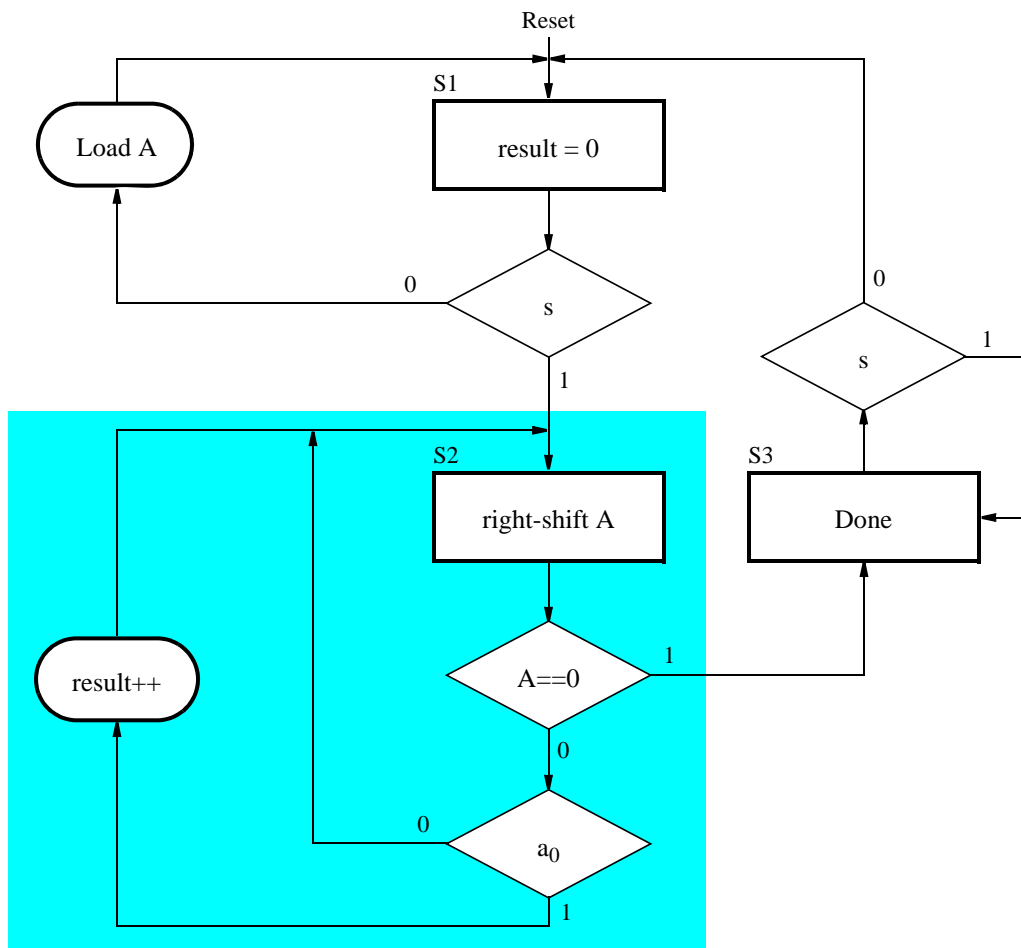 Reset
S1
Load A
result = 0
0
s
0
1
s
1
S2
S3
right-shift A
Done
A==0
1
result++
0
0
a₀
1